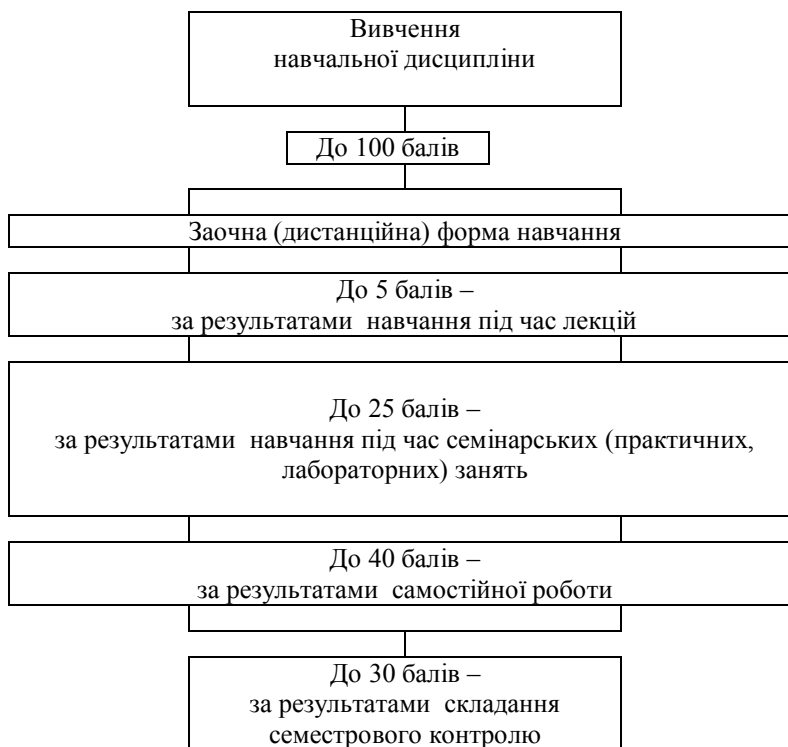 Вивчення
навчальної дисципліни
До 100 балів
Заочна (дистанційна) форма навчання
До 5 балів –
за результатами навчання під час лекцій
До 25 балів –
за результатами навчання під час семінарських (практичних,
лабораторних) занять
До 40 балів –
за результатами самостійної роботи
До 30 балів –
за результатами складання
семестрового контролю